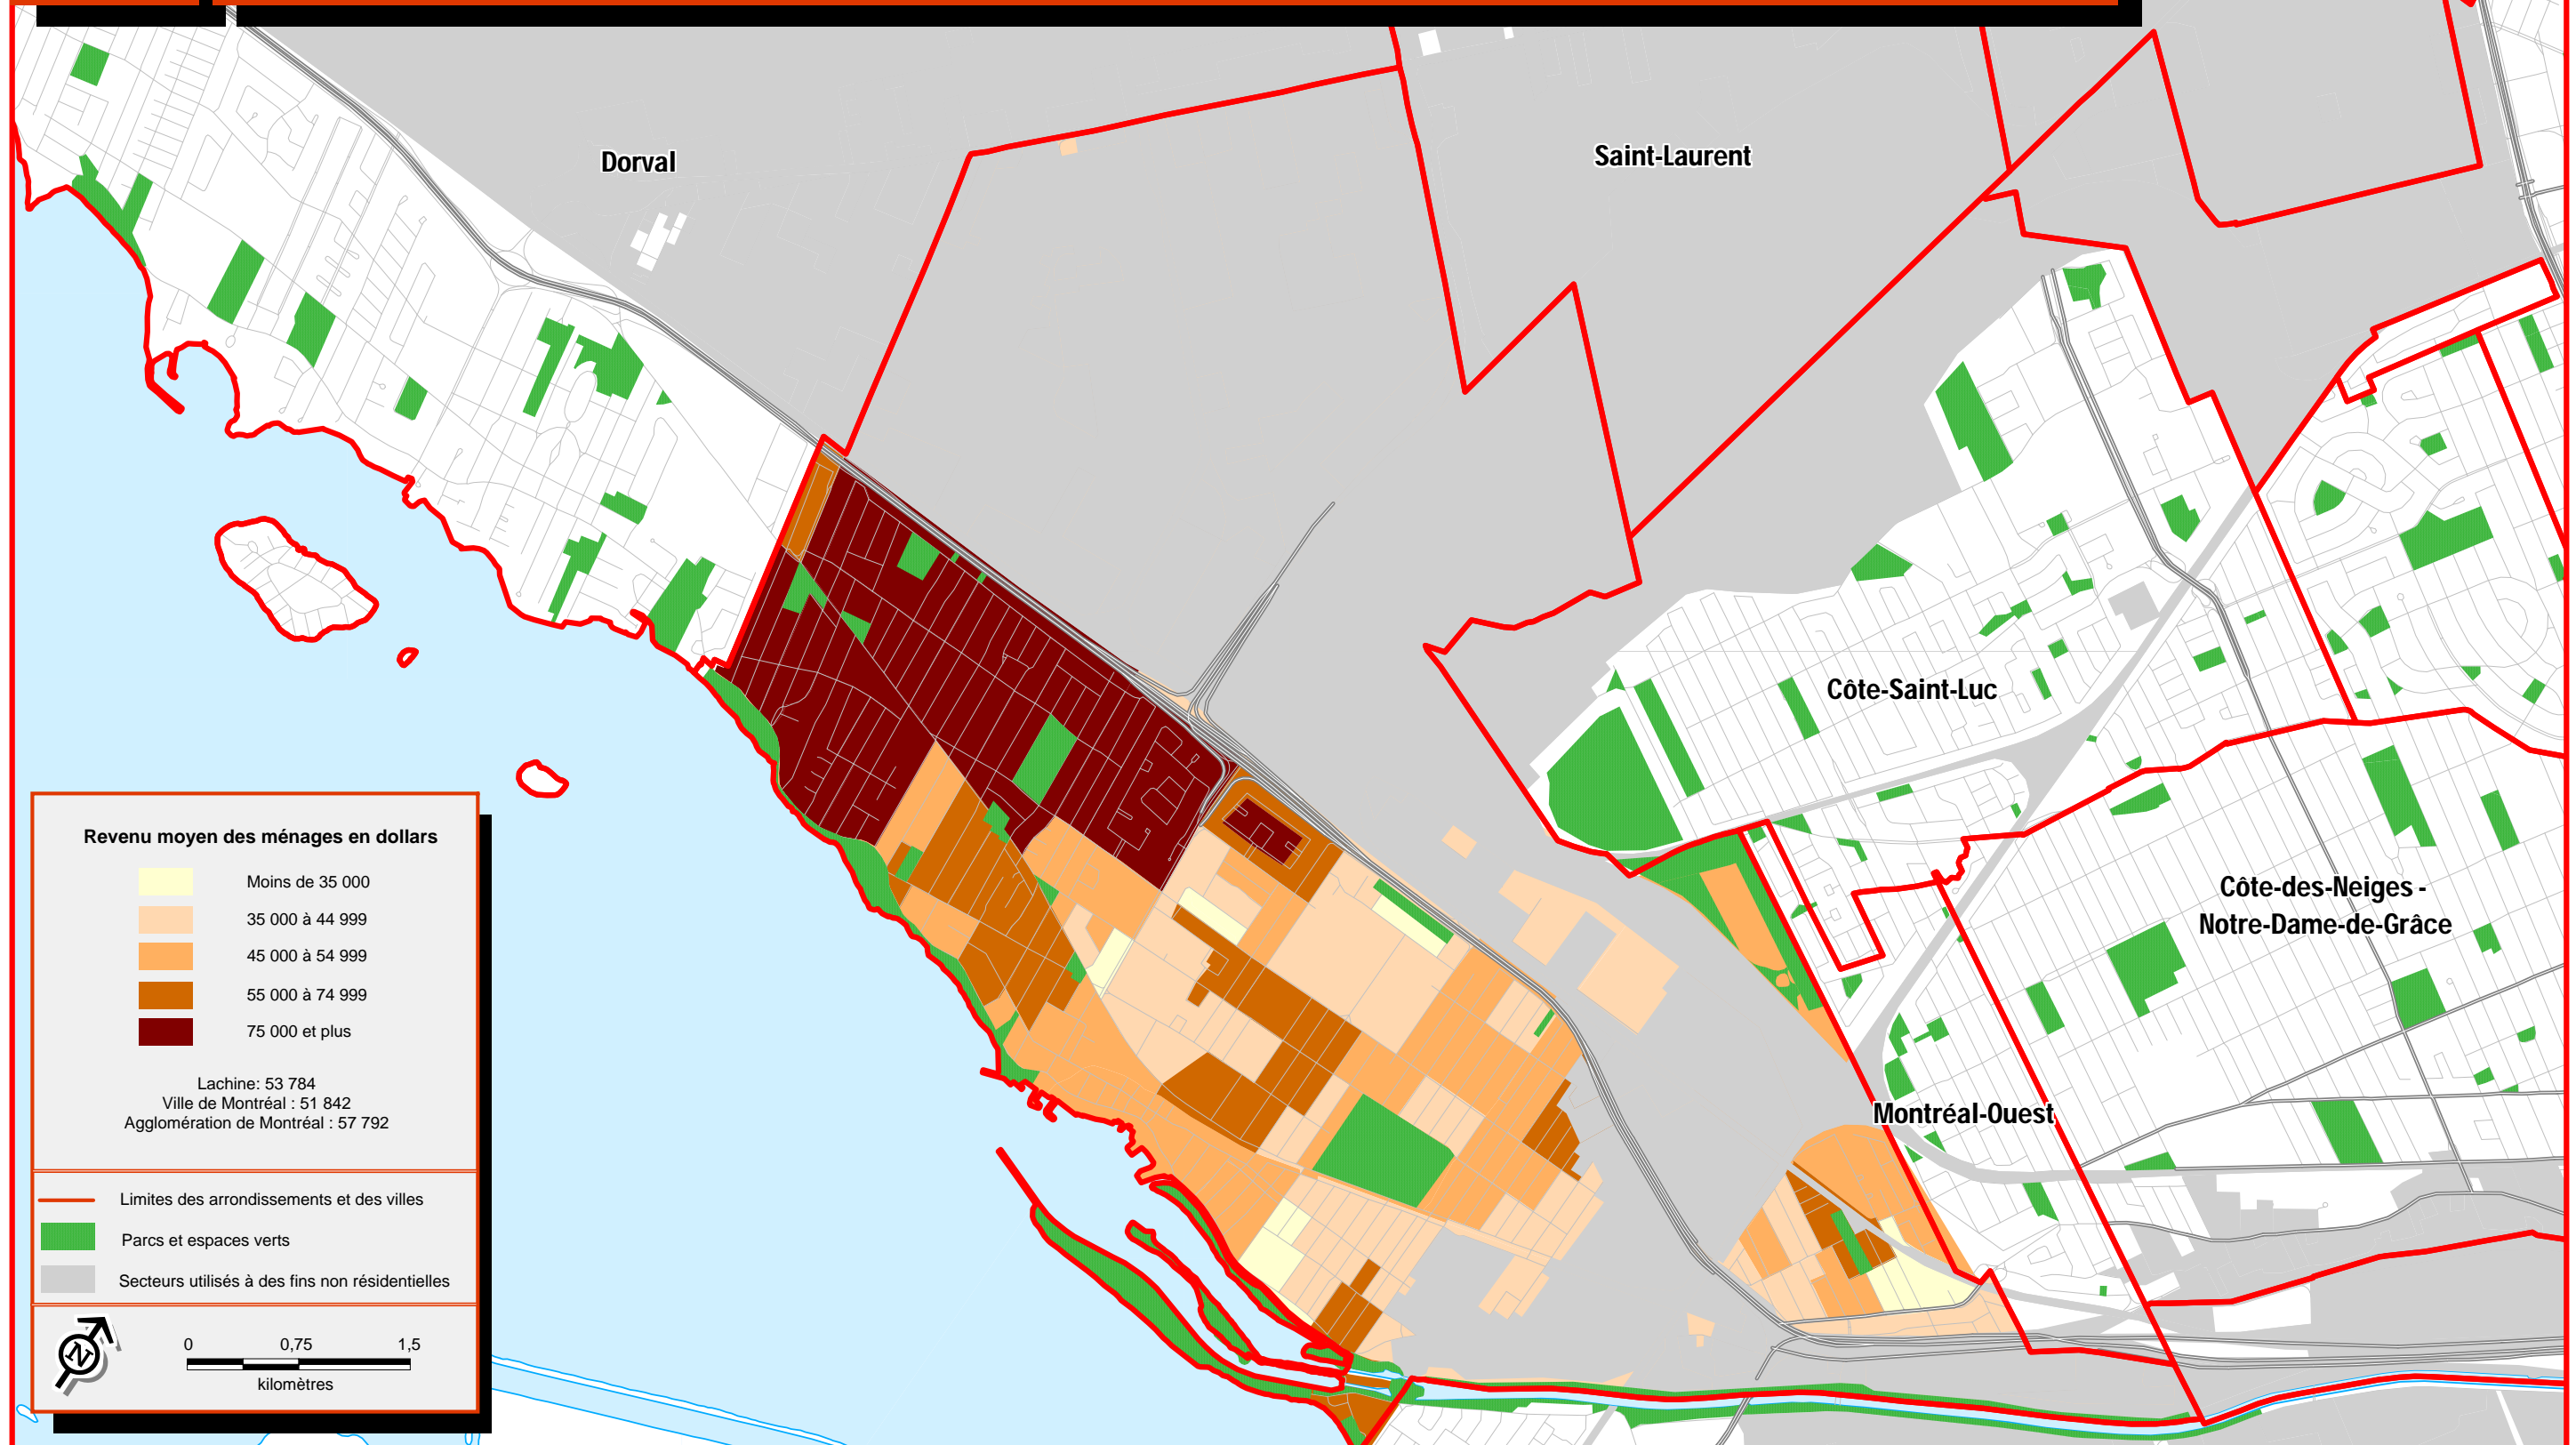 Dorval
Saint-Laurent
Côte-Saint-Luc
Côte-des-Neiges -
Notre-Dame-de-Grâce
Montréal-Ouest
Revenu moyen des ménages en dollars
Moins de 35 000
35 000 à 44 999
45 000 à 54 999
55 000 à 74 999
75 000 et plus
Lachine: 53 784
Ville de Montréal : 51 842
Agglomération de Montréal : 57 792
Limites des arrondissements et des villes
Parcs et espaces verts
Secteurs utilisés à des fins non résidentielles
N
0 0,75 1,5
kilomètres